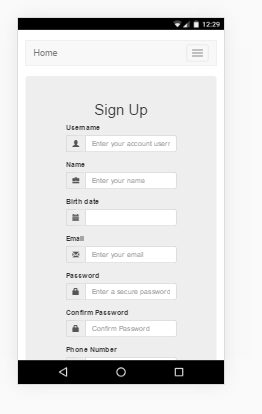 12:29
Home
Sign Up
Username
Enter your account usern
Name
Enter your name
Birth date
Email
Enter your email
Password
Enter a secure password
Confirm Password
Confirm Password
Phone Number